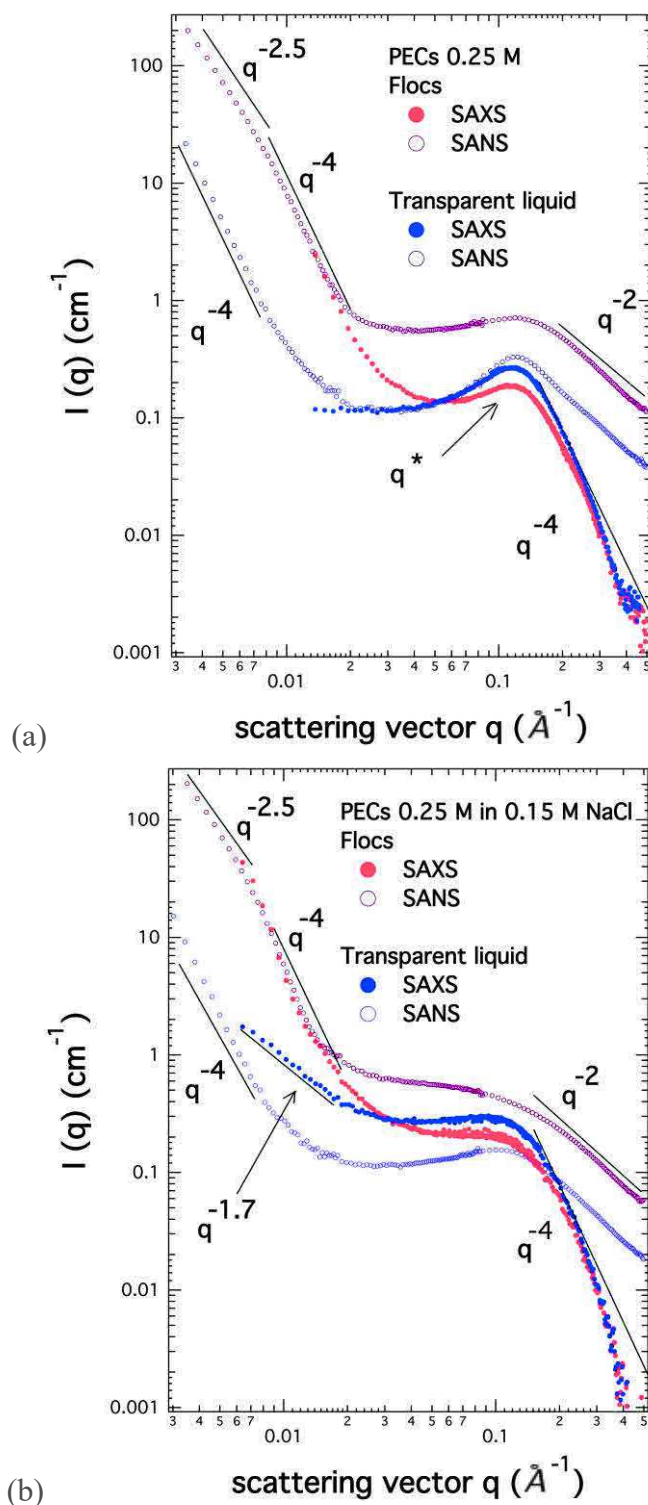 q-2.5
PECs 0.25 M
Flocs
SAXS
SANS
Transparent liquid
SAXS
SANS
q-4
q-4
q-2
q*
q-4
100
10
1
0.1
0.01
0.001
I (q) (cm-1)
3 4 5 6 7 0.01 2 3 4 5 6 7 0.1 2 3 4 5
scattering vector q (Å-1)
(a)
q-2.5
PECs 0.25 M in 0.15 M NaCl
Flocs
SAXS
SANS
Transparent liquid
SAXS
SANS
q-4
q-4
q-2
q-1.7
q-4
100
10
1
0.1
0.01
0.001
I (q) (cm-1)
3 4 5 6 7 0.01 2 3 4 5 6 7 0.1 2 3 4 5
scattering vector q (Å-1)
(b)